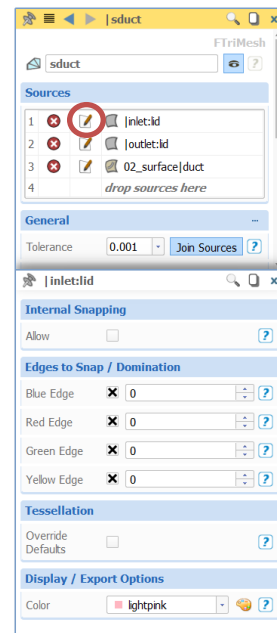 |sduct
FTriMesh
sduct
Sources
1 |inlet:lid
2 |outlet:lid
3 02_surface|duct
4 drop sources here
General
Tolerance 0.001 Join Sources ?
|inlet:lid
Internal Snapping
Allow ?
Edges to Snap / Domination
Blue Edge 0 ?
Red Edge 0 ?
Green Edge 0 ?
Yellow Edge 0 ?
Tessellation
Override
Defaults ?
Display / Export Options
Color lightpink ?